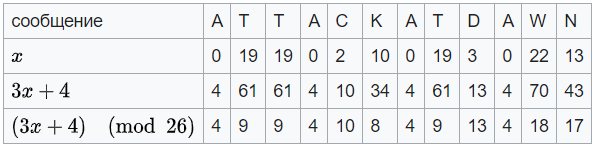 сообщение A T T A C K A T D A W N
x 0 19 19 0 2 10 0 19 3 0 22 13
3x + 4 4 61 61 4 10 34 4 61 13 4 70 43
(3x + 4) (mod 26) 4 9 9 4 10 8 4 9 13 4 18 17